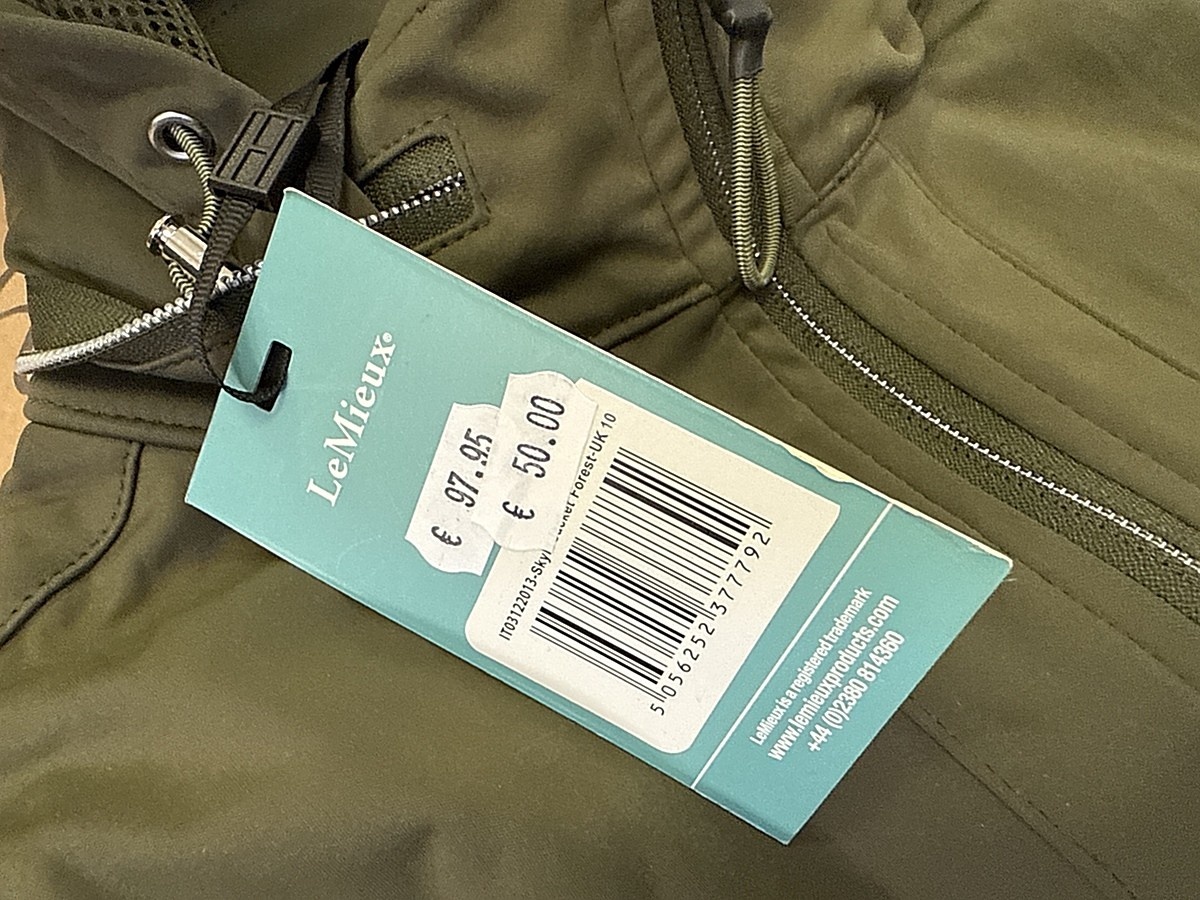 LeMieux®
€ 97.95
€ 50.00
IT03122013-Sky Jacket Forest-UK 10
5 056252 377792
LeMieux is a registered trademark
www.lemieuxproducts.com
+44 (0)2380 814360